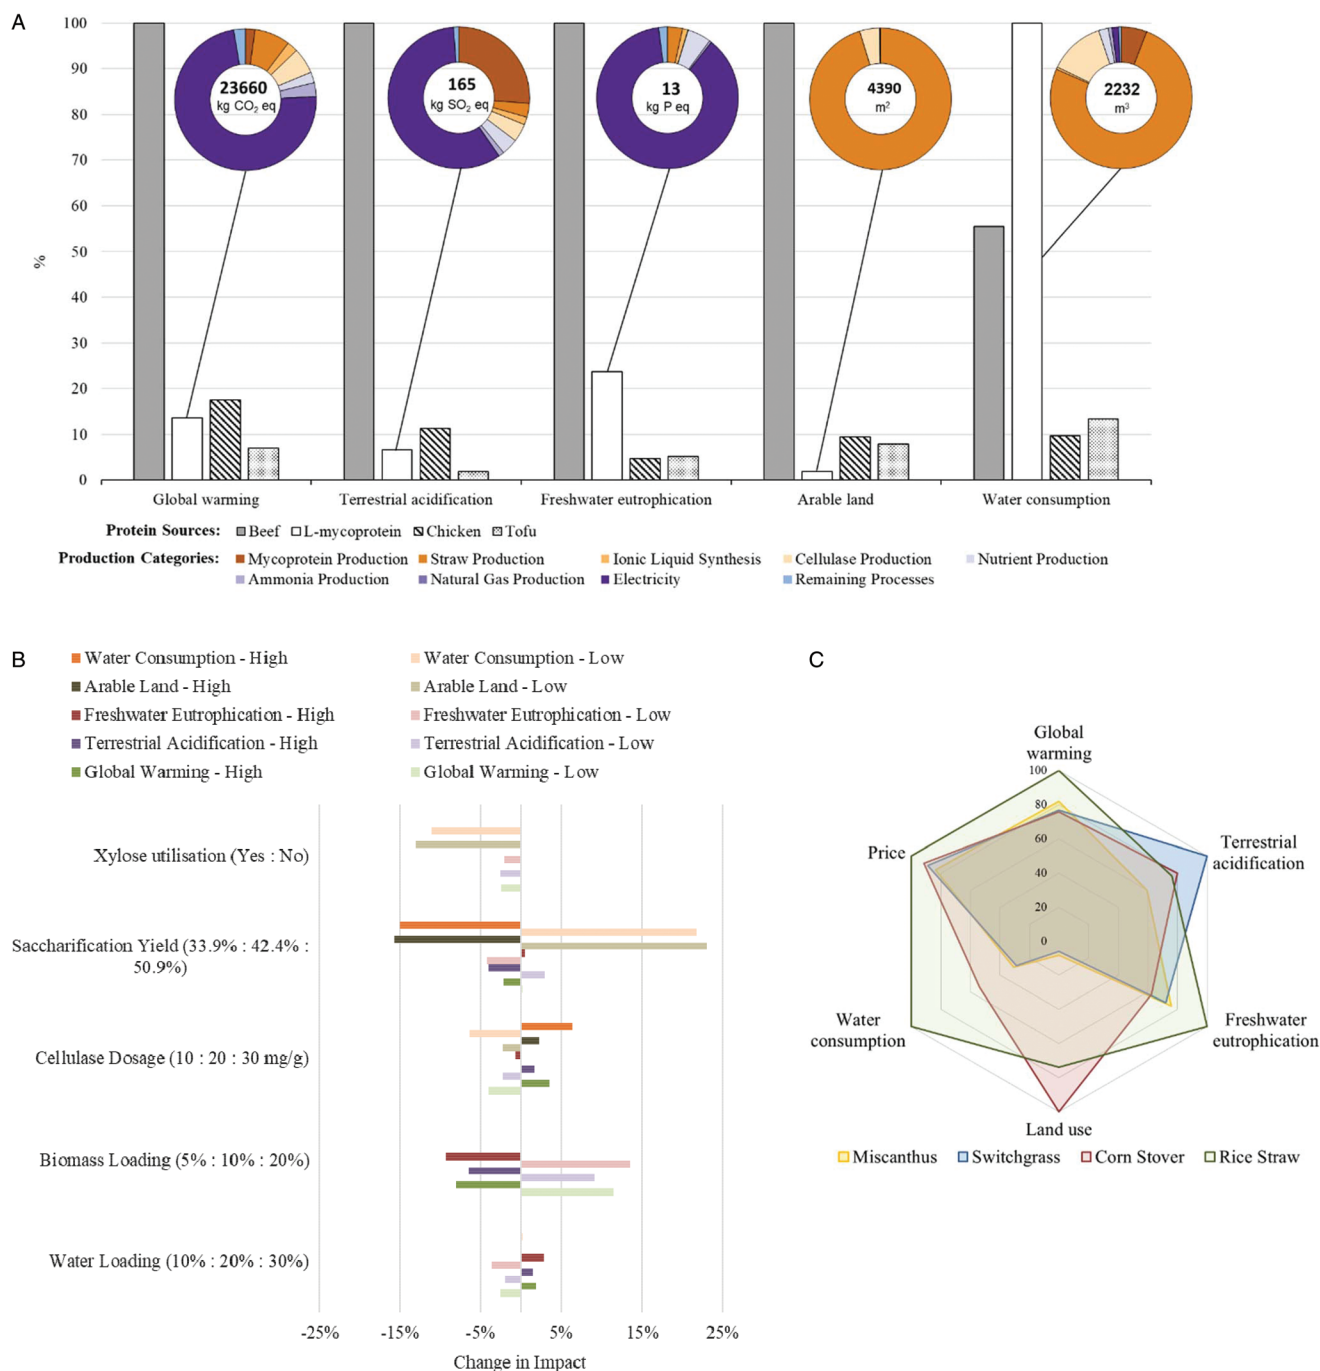 A
100
90
80
70
60
50
40
30
20
10
0
%
23660
kg CO2 eq
165
kg SO2 eq
13
kg P eq
4390
m2
2232
m3
Global warming
Terrestrial acidification
Freshwater eutrophication
Arable land
Water consumption
Protein Sources: Beef L-mycoprotein Chicken Tofu
Production Categories: Mycoprotein Production Straw Production Ionic Liquid Synthesis Cellulase Production Nutrient Production
Ammonia Production Natural Gas Production Electricity Remaining Processes
B
Water Consumption - High Water Consumption - Low
Arable Land - High Arable Land - Low
Freshwater Eutrophication - High Freshwater Eutrophication - Low
Terrestrial Acidification - High Terrestrial Acidification - Low
Global Warming - High Global Warming - Low
Xylose utilisation (Yes : No)
Saccharification Yield (33.9% : 42.4% :
50.9%)
Cellulase Dosage (10 : 20 : 30 mg/g)
Biomass Loading (5% : 10% : 20%)
Water Loading (10% : 20% : 30%)
-25% -15% -5% 5% 15% 25%
Change in Impact
C
Global
warming
100
80
60
40
20
0
Terrestrial
acidification
Freshwater
eutrophication
Land use
Water
consumption
Price
Miscanthus Switchgrass Corn Stover Rice Straw